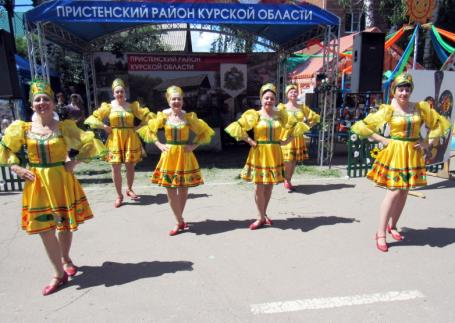 ПРИСТЕНСКИЙ РАЙОН КУРСКОЙ ОБЛАСТИ
ПРИСТЕНСКИЙ РАЙОН
КУРСКОЙ ОБЛАСТИ